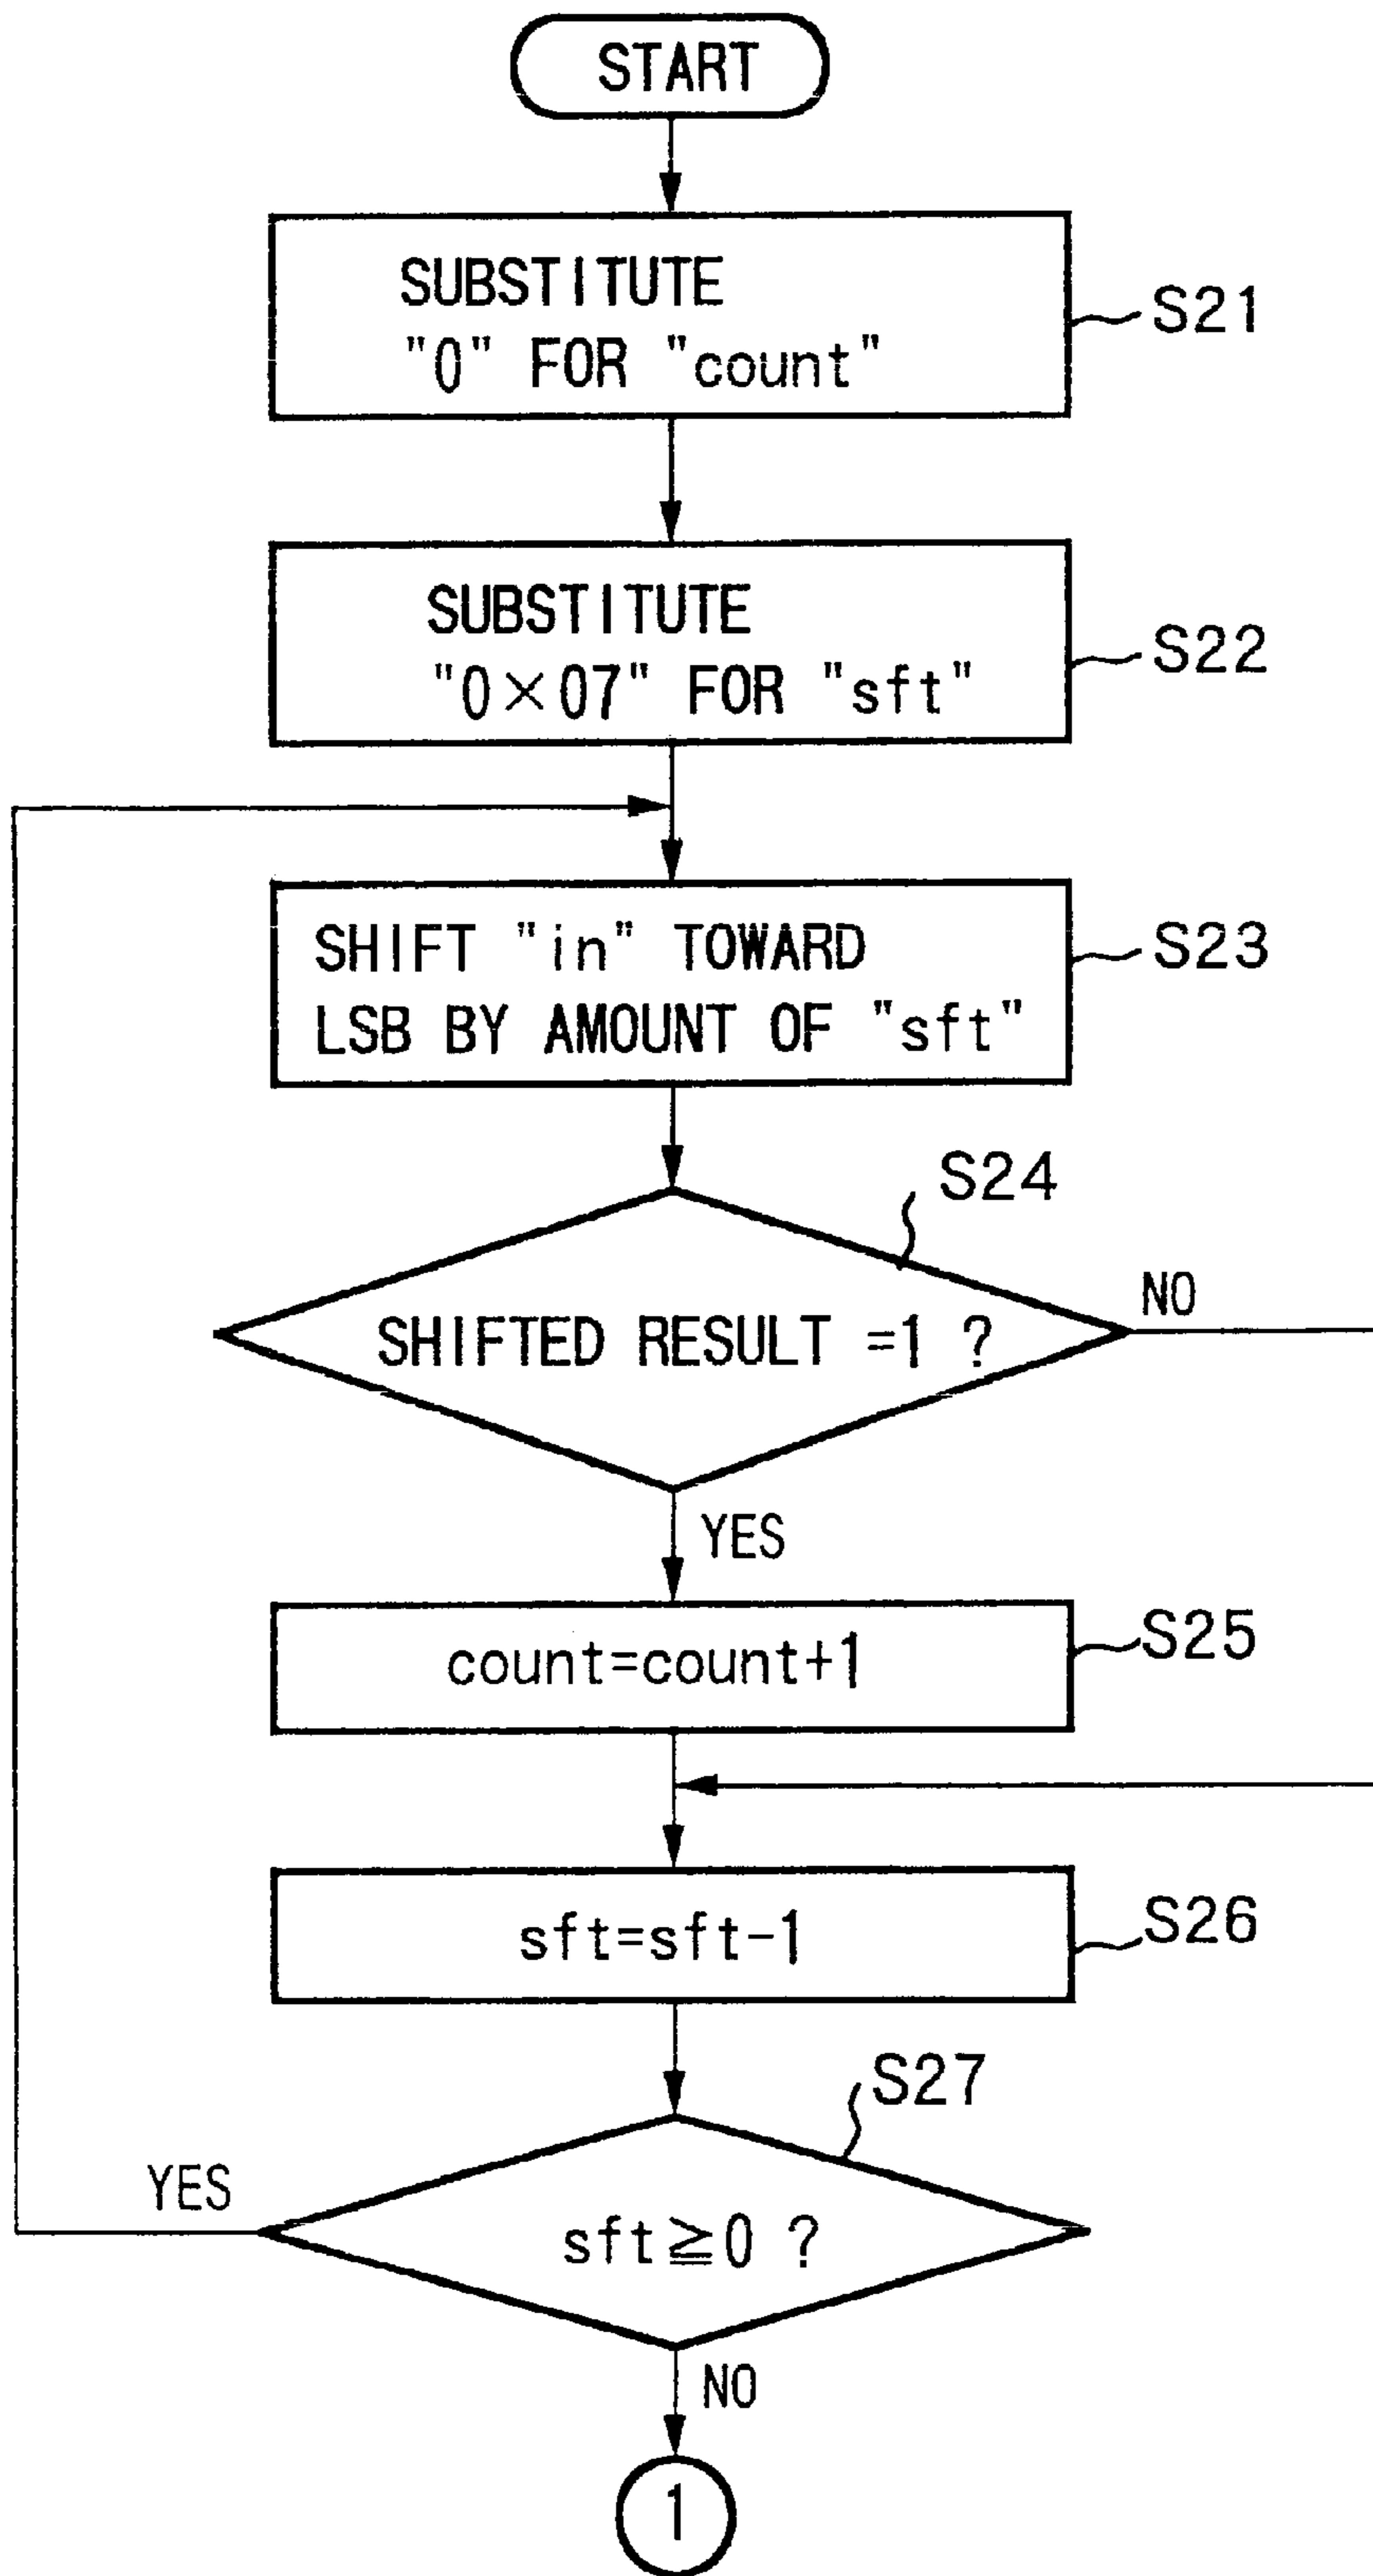 START
SUBSTITUTE
"0" FOR "count"
S21
SUBSTITUTE
"0×07" FOR "sft"
S22
SHIFT "in" TOWARD
LSB BY AMOUNT OF "sft"
S23
S24
SHIFTED RESULT =1 ?
NO
YES
count=count+1
S25
sft=sft-1
S26
S27
YES
sft≧0 ?
NO
1